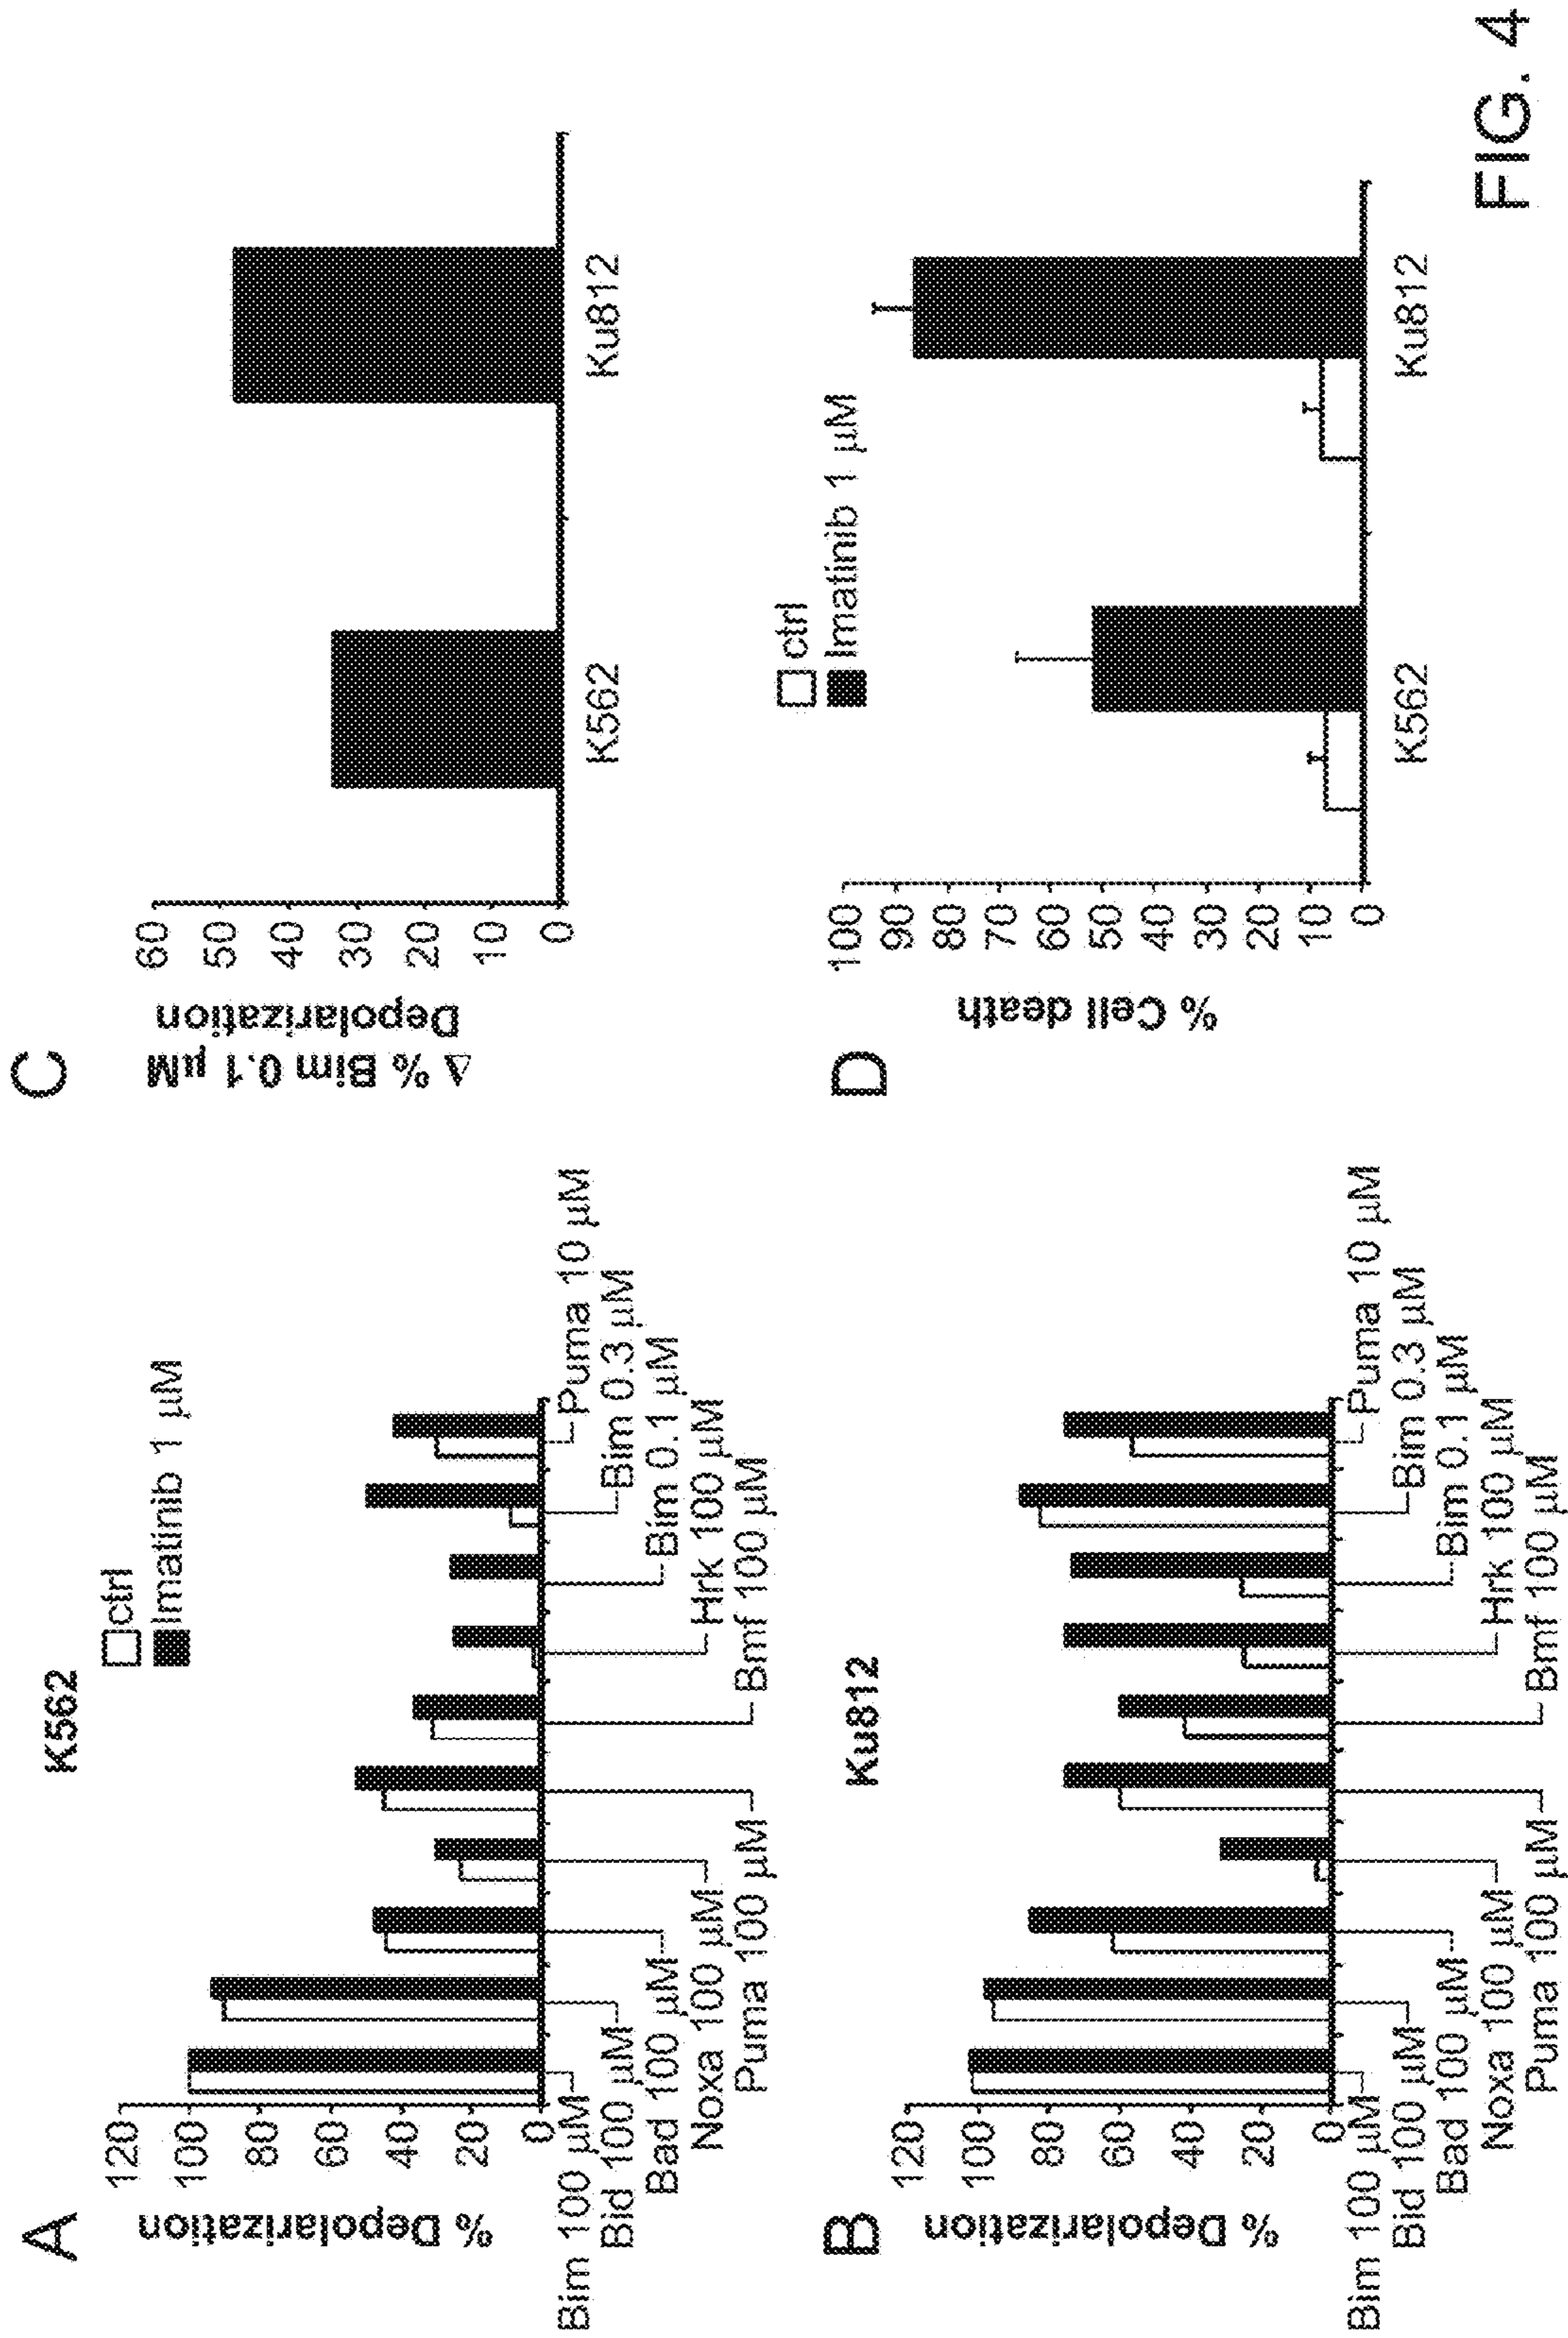 A
K562
ctrl
Imatinib 1 µM
% Depolarization
120
100
80
60
40
20
0
Bim 100 µM
Bid 100 µM
Bad 100 µM
Noxa 100 µM
Puma 100 µM
Bmf 100 µM
Hrk 100 µM
Bim 0.1 µM
Bim 0.3 µM
Puma 10 µM
B
Ku812
% Depolarization
120
100
80
60
40
20
0
Bim 100 µM
Bid 100 µM
Bad 100 µM
Noxa 100 µM
Puma 100 µM
Bmf 100 µM
Hrk 100 µM
Bim 0.1 µM
Bim 0.3 µM
Puma 10 µM
C
Δ % Bim 0.1 µM
Depolarization
60
50
40
30
20
10
0
K562
Ku812
D
ctrl
Imatinib 1 µM
% Cell death
100
90
80
70
60
50
40
30
20
10
0
K562
Ku812
FIG. 4